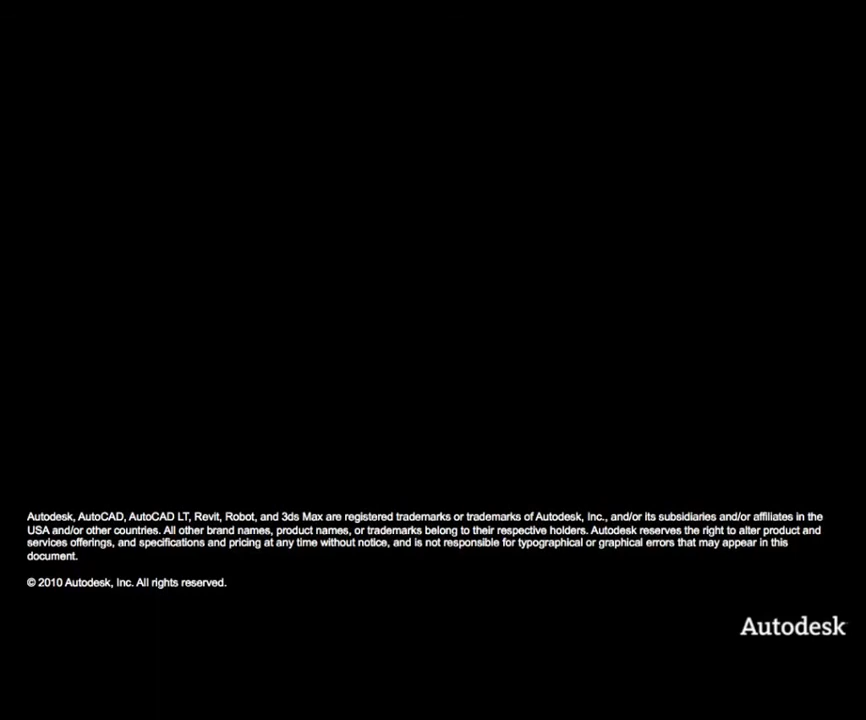 Autodesk, AutoCAD, AutoCAD LT, Revit, Robot, and 3ds Max are registered trademarks or trademarks of Autodesk, Inc., and/or its subsidiaries and/or affiliates in the
USA and/or other countries. All other brand names, product names, or trademarks belong to their respective holders. Autodesk reserves the right to alter product and
services offerings, and specifications and pricing at any time without notice, and is not responsible for typographical or graphical errors that may appear in this
document.
© 2010 Autodesk, Inc. All rights reserved.
Autodesk